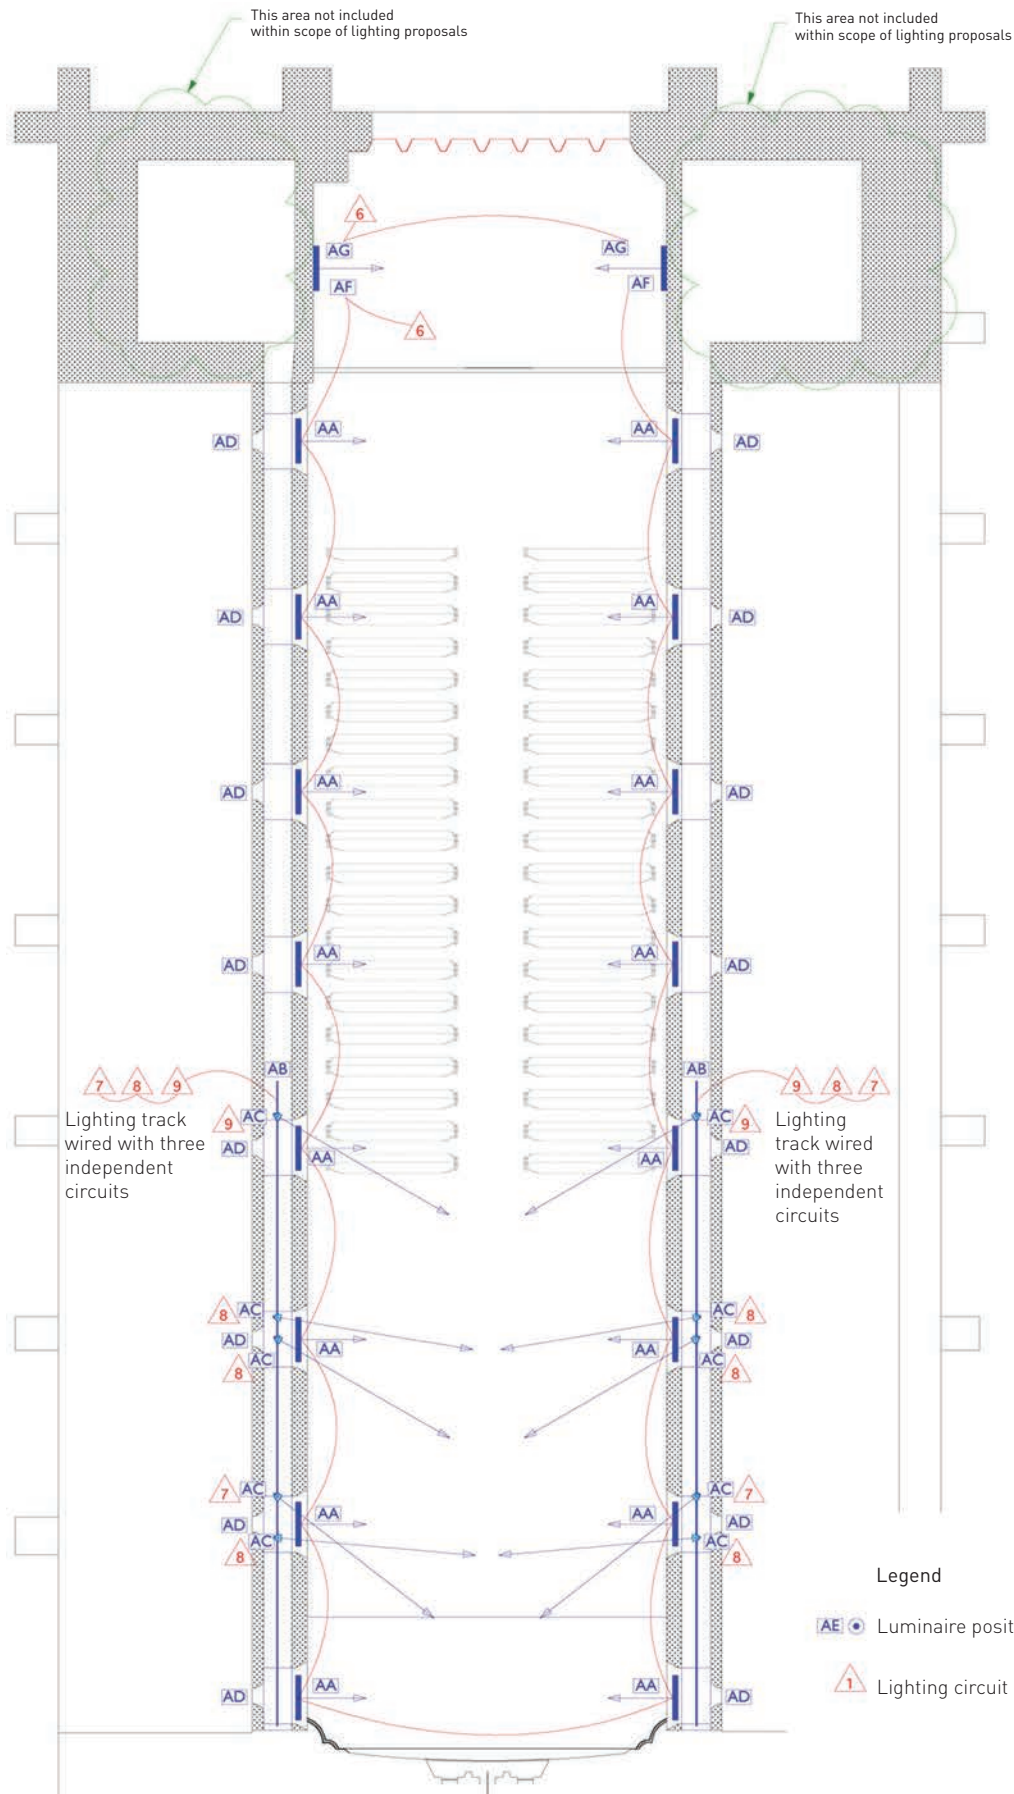 This area not included
within scope of lighting proposals
This area not included
within scope of lighting proposals
6
AG
AG
AF
AF
6
AD
AA
AA
AD
AD
AA
AA
AD
AD
AA
AA
AD
AD
AA
AA
AD
AB
AB
7 8 9
9 8 7
Lighting track
wired with three
independent
circuits
9
AC
AD
AA
AC
9
AA
AD
Lighting
track wired
with three
independent
circuits
8
AC
AC
8
AD
AA
AA
AD
AC
8
AC
8
7
AC
AC
7
AD
AA
AA
AD
AC
8
AC
8
AD
AA
AA
AD
Legend
AE Luminaire posit
1 Lighting circuit